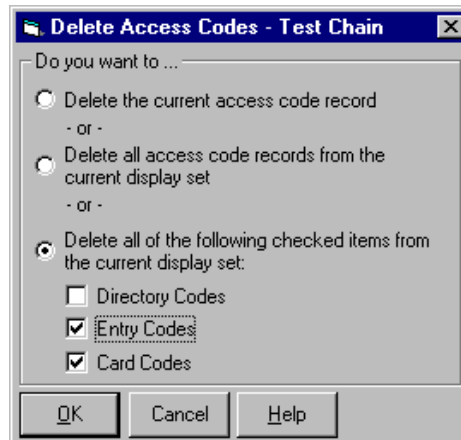 Delete Access Codes - Test Chain
Do you want to ...
Delete the current access code record
- or -
Delete all access code records from the
current display set
- or -
Delete all of the following checked items from
the current display set:
Directory Codes
Entry Codes
Card Codes
OK Cancel Help